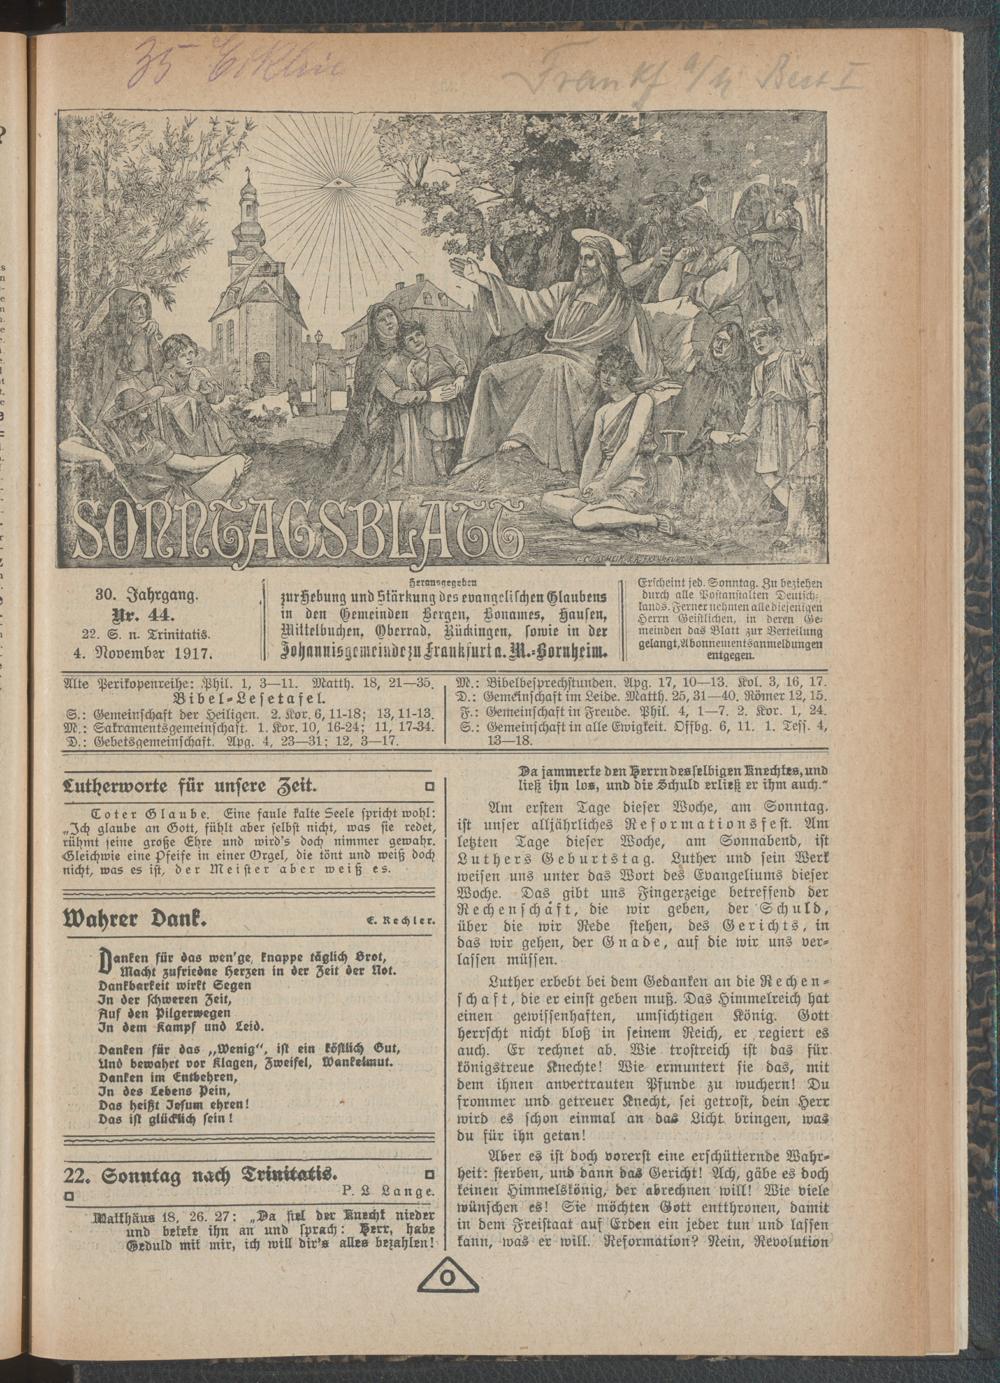 35
Frankf a/M
SONNTAGSBLATT
30. Jahrgang.
Nr. 44.
22. S. n. Trinitatis.
4. November 1917.
Herausgegeben
zur Hebung und Stärkung des evangelischen Glaubens
in den Gemeinden Bergen, Bonames, Hausen,
Mittelbuchen, Oberrad, Rückingen, sowie in der
Johannisgemeinde zu Frankfurt a. M.-Bornheim.
Erscheint jed. Sonntag. Zu beziehen
durch alle Postanstalten Deutsch-
lands. Ferner nehmen alle diejenigen
Herrn Geistlichen, in deren Ge-
meinden das Blatt zur Verteilung
gelangt, Abonnementsanmeldungen
entgegen.
Alte Perikopenreihe: Phil. 1, 3—11. Matth. 18, 21—35.
Bibel-Lesetafel.
S.: Gemeinschaft der Heiligen. 2. Kor. 6, 11-18; 13, 11-13.
M.: Sakramentsgemeinschaft. 1. Kor. 10, 16-24; 11, 17-34.
D.: Gebetsgemeinschaft. Apg. 4, 23—31; 12, 3—17.
M.: Bibelbesprechstunden. Apg. 17, 10—13. Kol. 3, 16, 17.
D.: Gemeinschaft im Leibe. Matth. 25, 31—40. Römer 12, 15.
F.: Gemeinschaft in Freude. Phil. 4, 1—7. 2. Kor. 1, 24.
S.: Gemeinschaft in alle Ewigkeit. Offbg. 6, 11. 1. Tess. 4,
13—18.
Lutherworte für unsere Zeit.
Toter Glaube. Eine faule kalte Seele spricht wohl:
„Ich glaube an Gott, fühlt aber selbst nicht, was sie redet,
rühmt seine große Ehre und wird's doch nimmer gewahr.
Gleichwie eine Pfeife in einer Orgel, die tönt und weiß doch
nicht, was es ist, der Meister aber weiß es.
Wahrer Dank.
E. Rechler.
Danken für das wen'ge, knappe täglich Brot,
Macht zufriedne Herzen in der Zeit der Not.
Dankbarkeit wirkt Segen
In der schweren Zeit,
Auf den Pilgerwegen
In dem Kampf und Leid.
Danken für das „Wenig“, ist ein köstlich Gut,
Und bewahrt vor Klagen, Zweifel, Wankelmut.
Danken im Entbehren,
In des Lebens Pein,
Das heißt Jesum ehren!
Das ist glücklich sein!
22. Sonntag nach Trinitatis.
P. L. Lange.
Matthäus 18, 26. 27: „Da fiel der Knecht nieder
und betete ihn an und sprach: Herr, habe
Geduld mit mir, ich will dir's alles bezahlen!
Da jammerte den Herrn desselbigen Knechtes, und
ließ ihn los, und die Schuld erließ er ihm auch.“
Am ersten Tage dieser Woche, am Sonntag,
ist unser alljährliches Reformationsfest. Am
letzten Tage dieser Woche, am Sonnabend, ist
Luthers Geburtstag. Luther und sein Werk
weisen uns unter das Wort des Evangeliums dieser
Woche. Das gibt uns Fingerzeige betreffend der
Rechenschaft, die wir geben, der Schuld,
über die wir Rede stehen, des Gerichts, in
das wir gehen, der Gnade, auf die wir uns ver-
lassen müssen.
Luther erbebt bei dem Gedanken an die Rechen-
schaft, die er einst geben muß. Das Himmelreich hat
einen gewissenhaften, umsichtigen König. Gott
herrscht nicht bloß in seinem Reich, er regiert es
auch. Er rechnet ab. Wie trostreich ist das für
königstreue Knechte! Wie ermuntert sie das, mit
dem ihnen anvertrauten Pfunde zu wuchern! Du
frommer und getreuer Knecht, sei getrost, dein Herr
wird es schon einmal an das Licht bringen, was
du für ihn getan!
Aber es ist doch vorerst eine erschütternde Wahr-
heit: sterben, und dann das Gericht! Ach, gäbe es doch
keinen Himmelskönig, der abrechnen will! Wie viele
wünschen es! Sie möchten Gott entthronen, damit
in dem Freistaat auf Erden ein jeder tun und lassen
kann, was er will. Reformation? Nein, Revolution